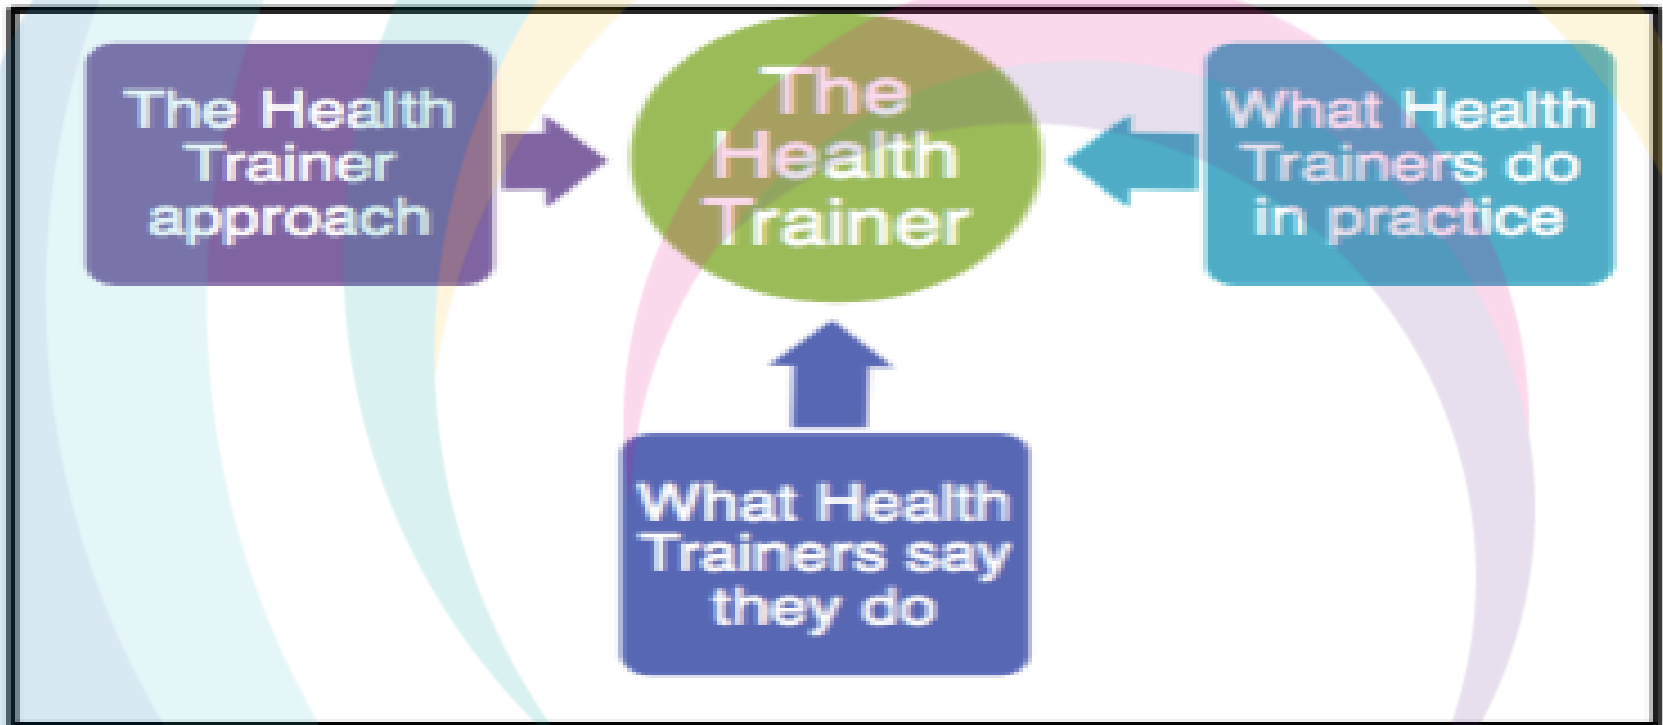 The Health
Trainer
approach
The
Health
Trainer
What Health
Trainers do
in practice
What Health
Trainers say
they do